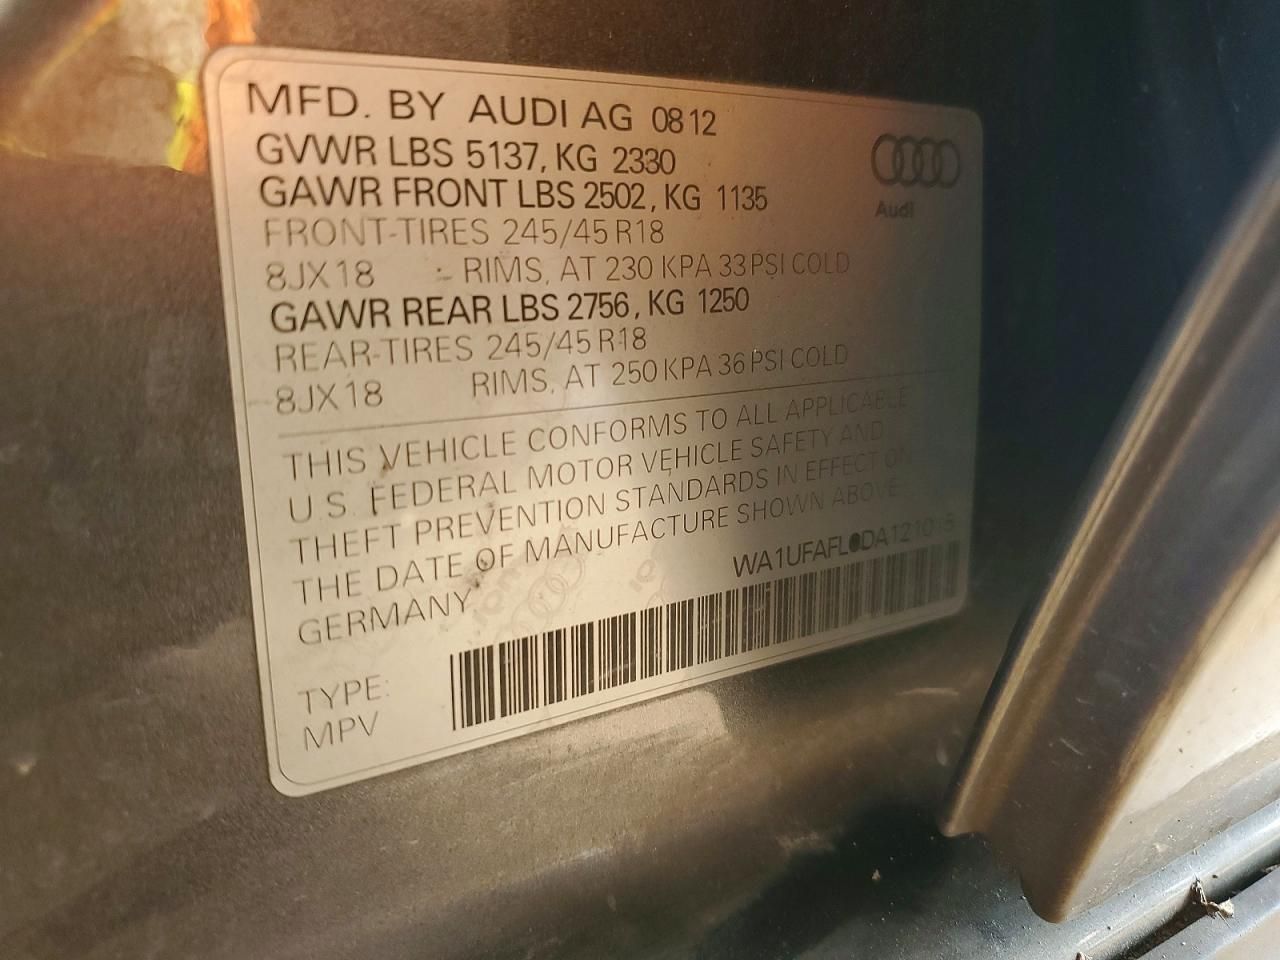 MFD. BY AUDI AG 0812
GVWR LBS 5137, KG 2330
GAWR FRONT LBS 2502, KG 1135
FRONT-TIRES 245/45 R18
8JX18 - RIMS, AT 230 KPA 33 PSI COLD
GAWR REAR LBS 2756, KG 1250
REAR-TIRES 245/45 R18
8JX18 RIMS, AT 250 KPA 36 PSI COLD
Audi
THIS VEHICLE CONFORMS TO ALL APPLICABLE
U.S. FEDERAL MOTOR VEHICLE SAFETY AND
THEFT PREVENTION STANDARDS IN EFFECT ON
THE DATE OF MANUFACTURE SHOWN ABOVE
GERMANY
WA1UFAFL0DA121015
TYPE:
MPV